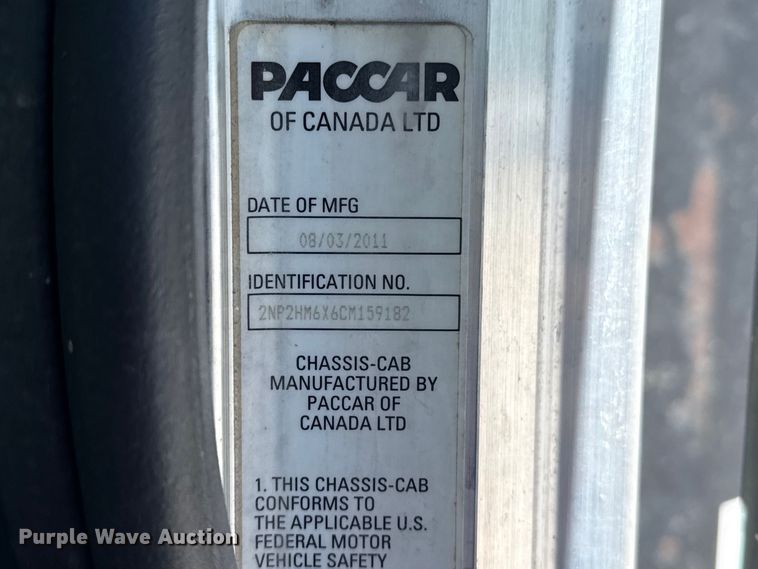 PACCAR
OF CANADA LTD
DATE OF MFG
08/03/2011
IDENTIFICATION NO.
2NP2HM6X6CM159182
CHASSIS-CAB
MANUFACTURED BY
PACCAR OF
CANADA LTD
1. THIS CHASSIS-CAB
CONFORMS TO
THE APPLICABLE U.S.
FEDERAL MOTOR
VEHICLE SAFETY
Purple Wave Auction